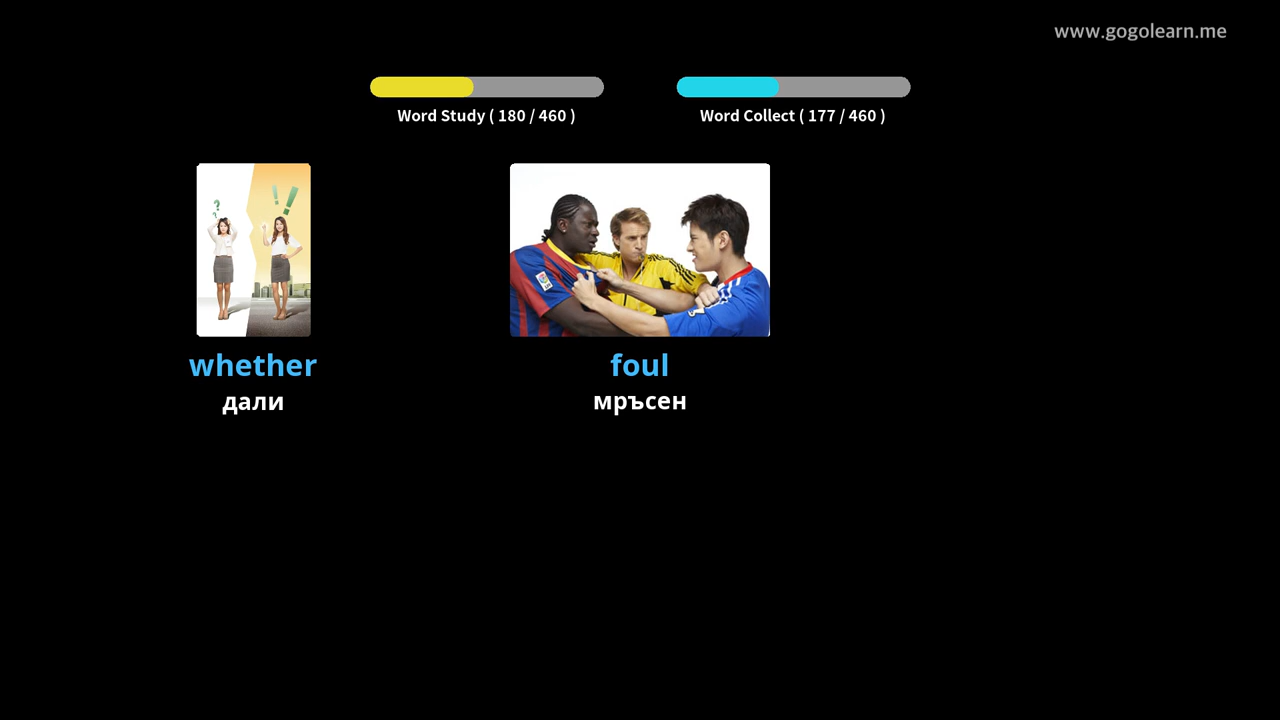 www.gogolearn.me
Word Study ( 180 / 460 )
Word Collect ( 177 / 460 )
whether
дали
foul
мръсен